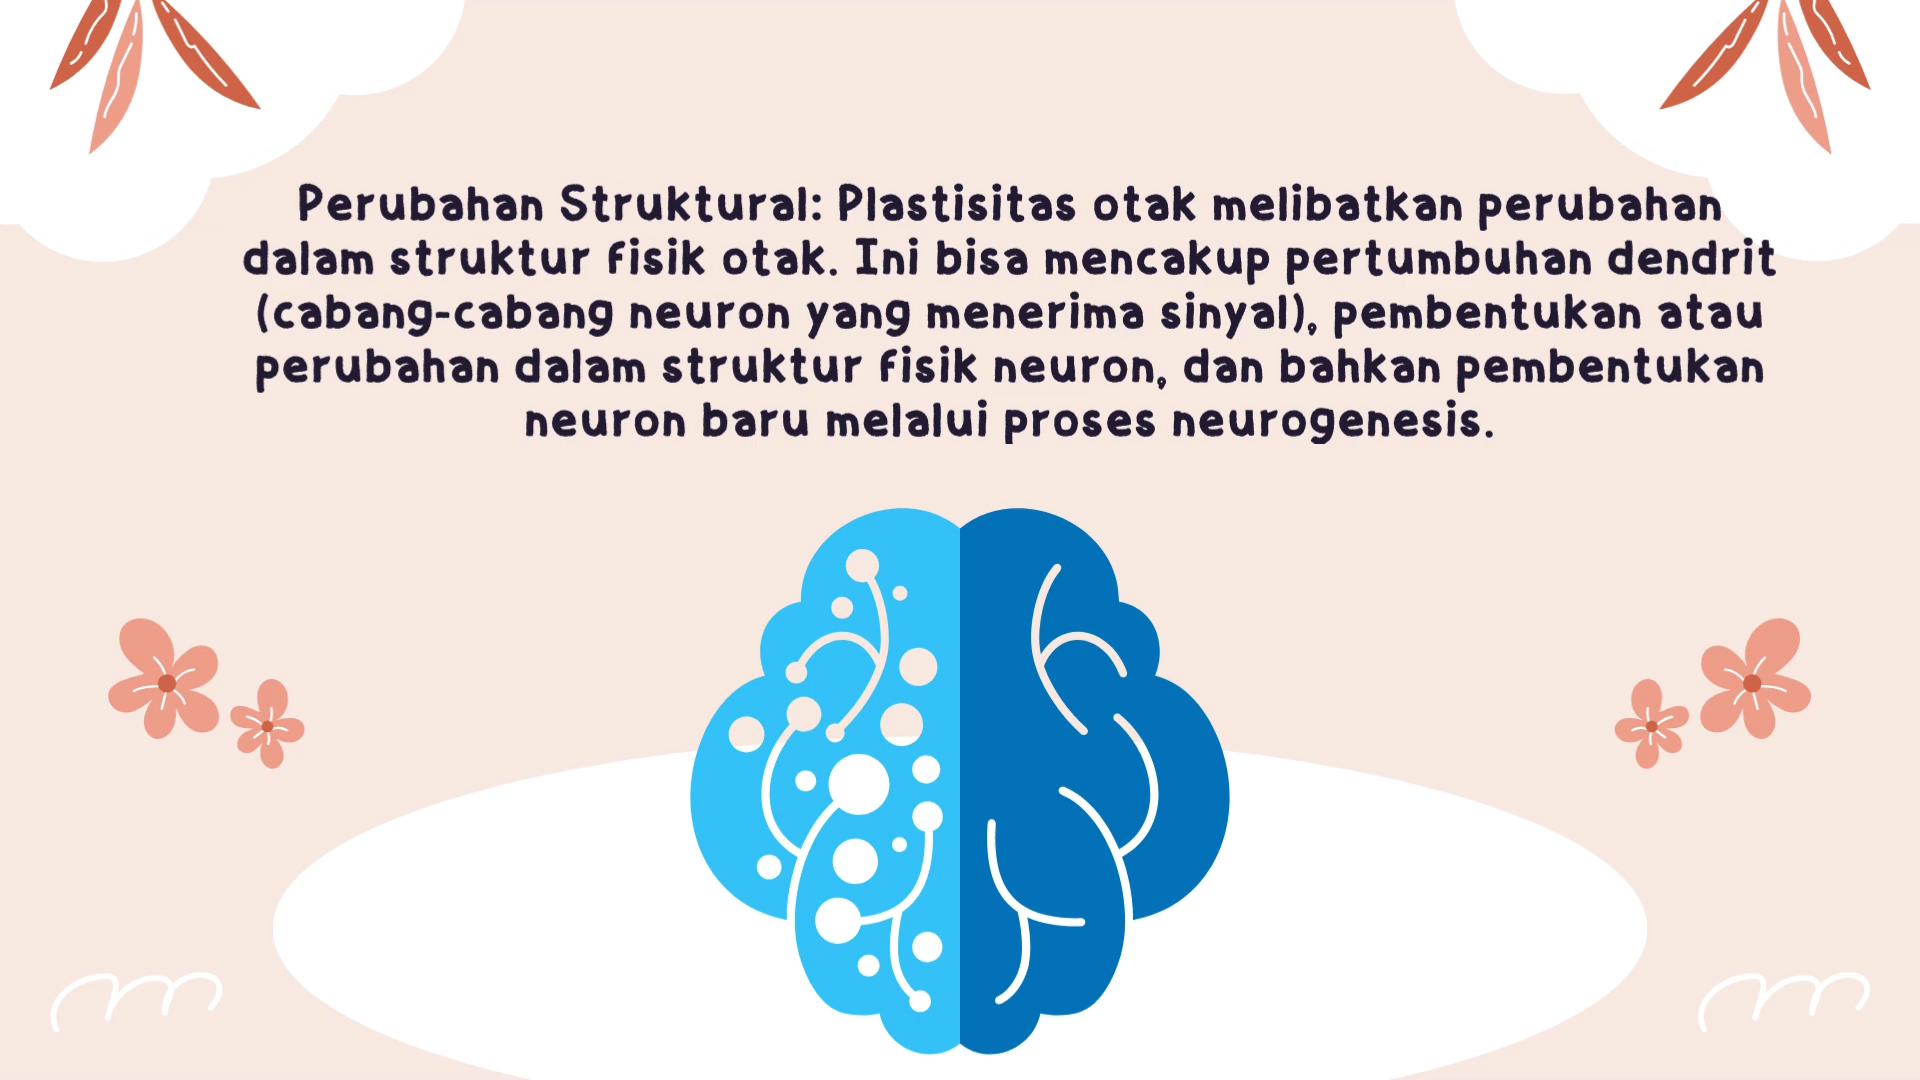 Perubahan Struktural: Plastisitas otak melibatkan perubahan
dalam struktur fisik otak. Ini bisa mencakup pertumbuhan dendrit
(cabang-cabang neuron yang menerima sinyal), pembentukan atau
perubahan dalam struktur fisik neuron, dan bahkan pembentukan
neuron baru melalui proses neurogenesis.